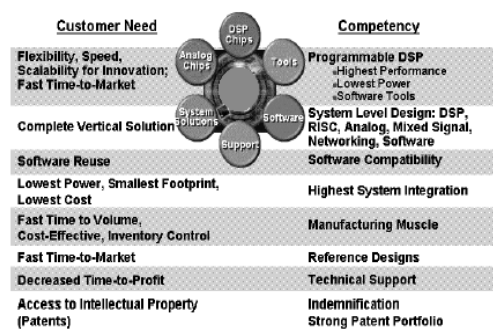 Customer Need
Competency
DSP
Chips
Analog
Chips
Tools
System
Solutions
Software
Support
Flexibility, Speed,
Scalability for Innovation;
Fast Time-to-Market
Programmable DSP
▪Highest Performance
▪Lowest Power
▪Software Tools
Complete Vertical Solution
System Level Design: DSP,
RISC, Analog, Mixed Signal,
Networking, Software
Software Reuse
Software Compatibility
Lowest Power, Smallest Footprint,
Lowest Cost
Highest System Integration
Fast Time to Volume,
Cost-Effective, Inventory Control
Manufacturing Muscle
Fast Time-to-Market
Reference Designs
Decreased Time-to-Profit
Technical Support
Access to Intellectual Property
(Patents)
Indemnification
Strong Patent Portfolio